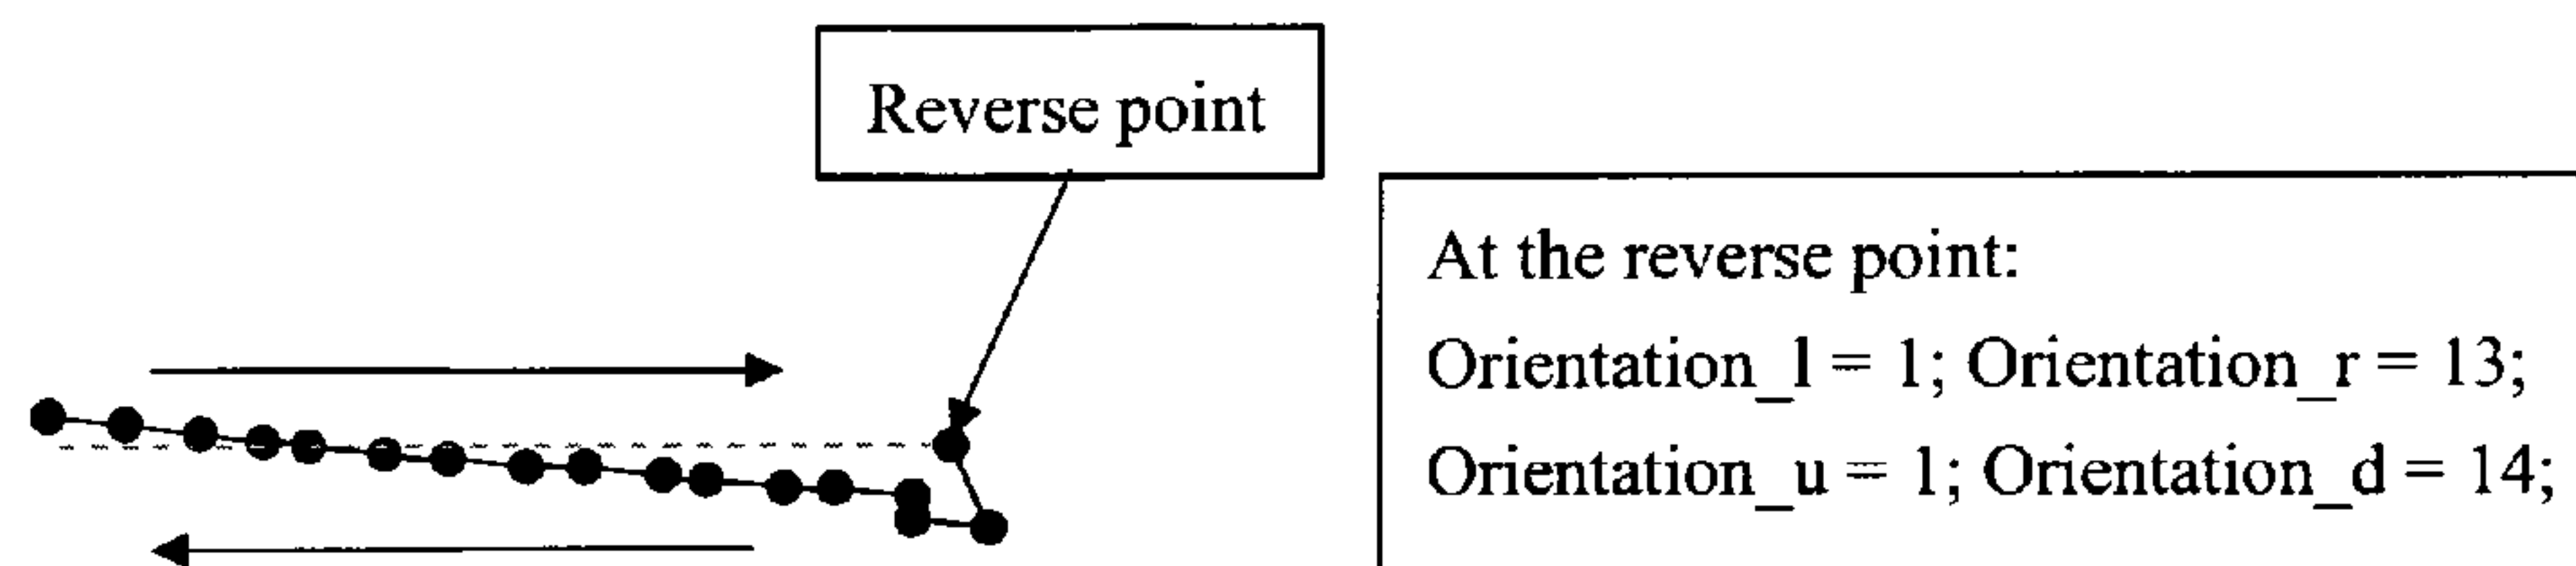 Reverse point
At the reverse point:
Orientation_l = 1; Orientation_r = 13;
Orientation_u = 1; Orientation_d = 14;